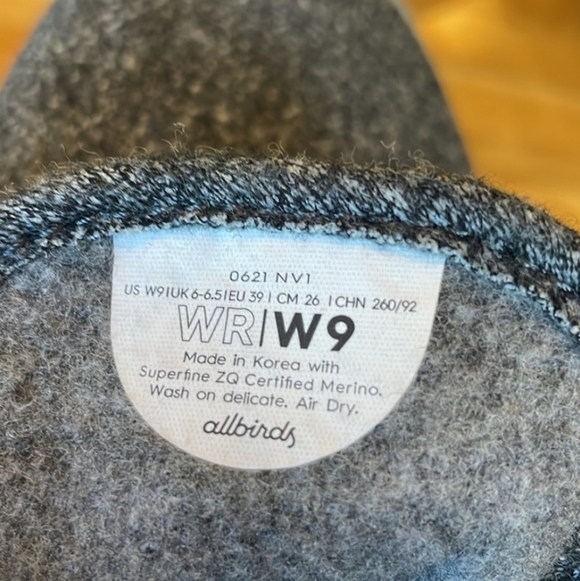 0621 NV1
US W9|UK 6-6.5|EU 39 | CM 26 | CHN 260/92
WR|W9
Made in Korea with
Superfine ZQ Certified Merino.
Wash on delicate. Air Dry.
allbirds